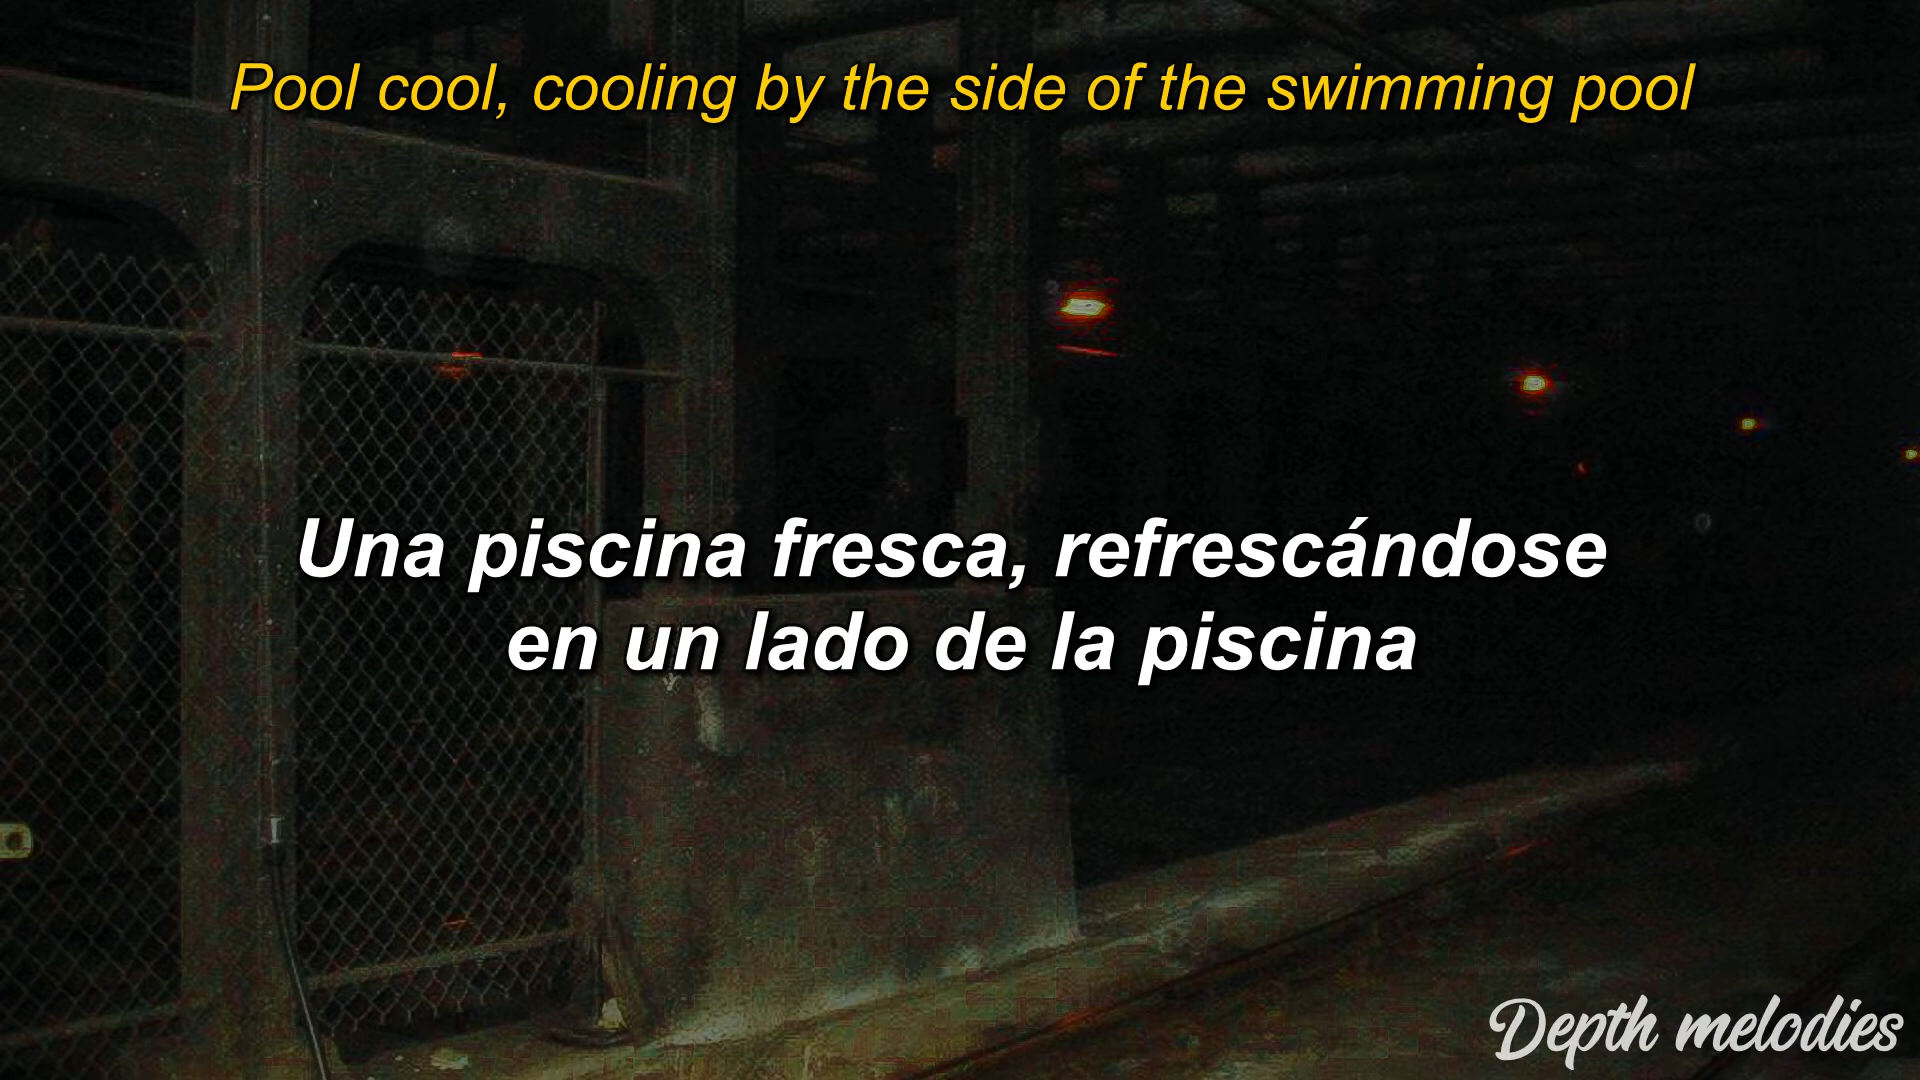 Pool cool, cooling by the side of the swimming pool
Una piscina fresca, refrescándose
en un lado de la piscina
Depth melodies